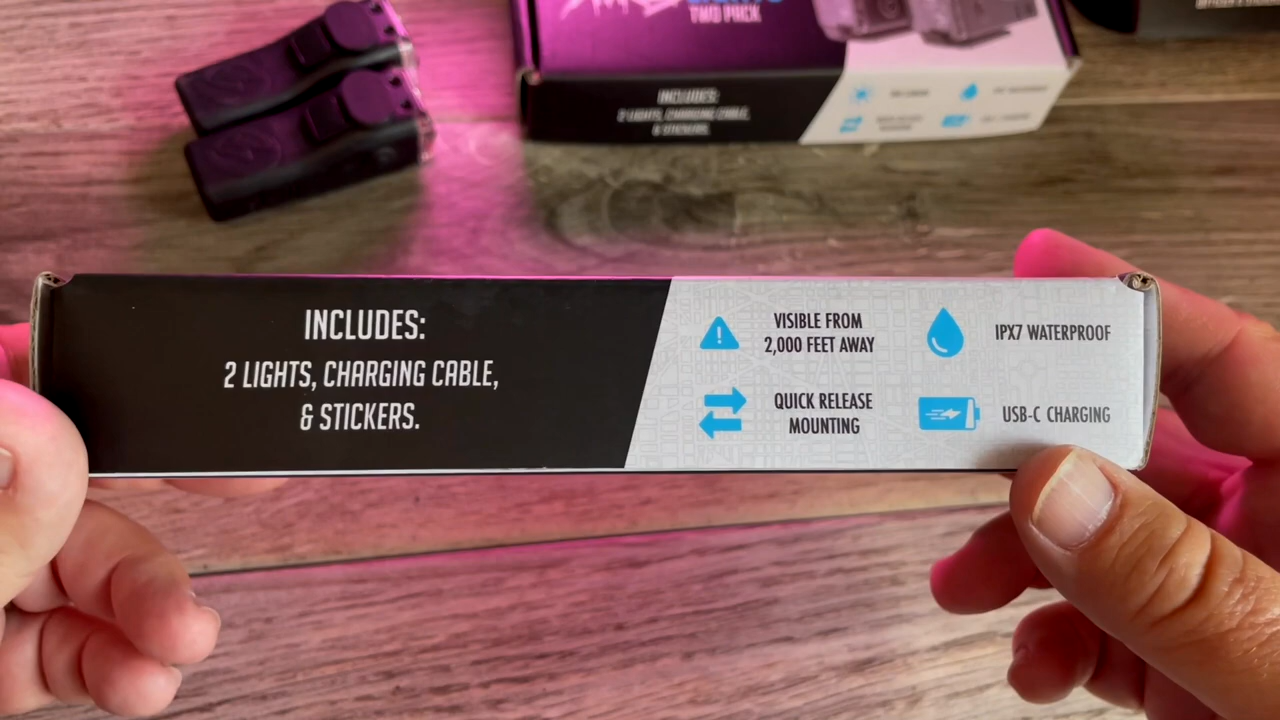 TWO PACK
INCLUDES:
2 LIGHTS, CHARGING CABLE,
& STICKERS.
INCLUDES:
2 LIGHTS, CHARGING CABLE,
& STICKERS.
VISIBLE FROM
2,000 FEET AWAY
IPX7 WATERPROOF
QUICK RELEASE
MOUNTING
USB-C CHARGING